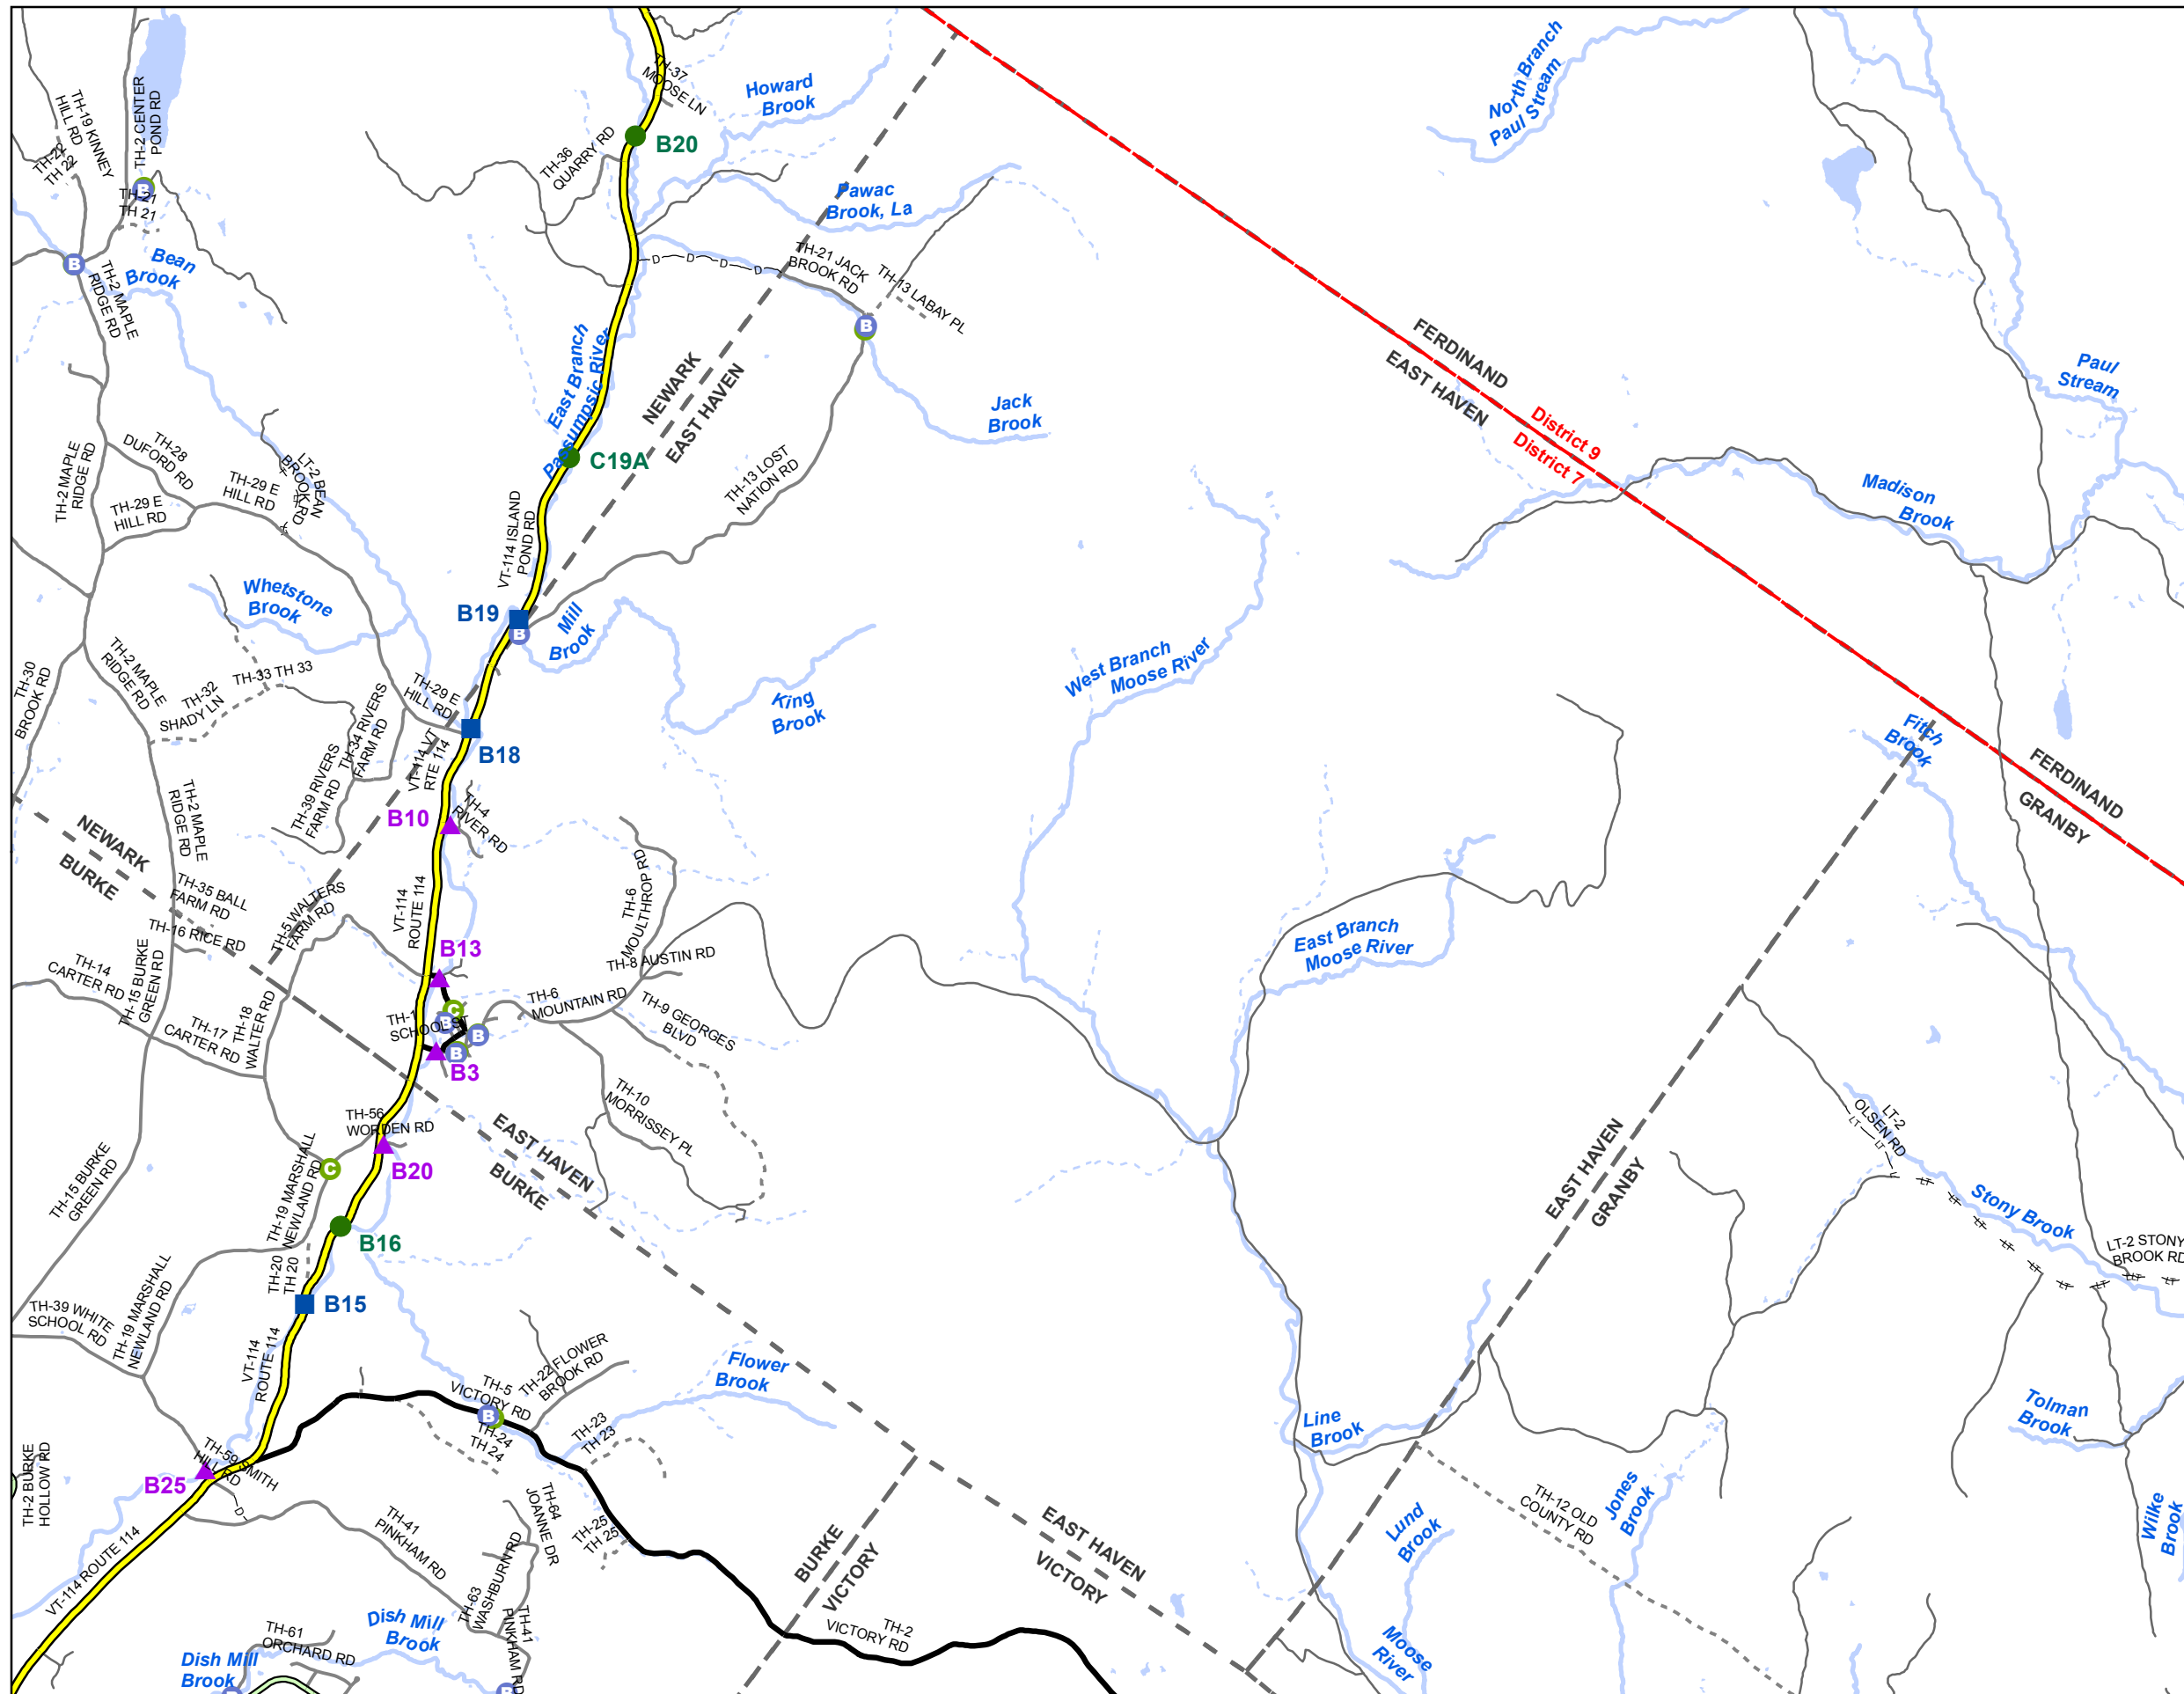 TH-37
MOOSE LN
Howard
Brook
North Branch
Paul Stream
TH-19 KINNEY
HILL RD
TH-2 CENTER
POND RD
TH-22
TH 22
B
TH-21
TH 21
TH-36
QUARRY RD
B20
Pawac
Brook, La
Bean
Brook
B
TH-2 MAPLE
RIDGE RD
D
D
D
D
TH-21 JACK
BROOK RD
TH-13 LABAY PL
B
East Branch
Passumpsic River
NEWARK
EAST HAVEN
FERDINAND
EAST HAVEN
Paul
Stream
Jack
Brook
District 9
District 7
C19A
TH-2 MAPLE
RIDGE RD
TH-28
DUFORD RD
TH-29 E
HILL RD
TH-29 E
HILL RD
LT-2 BEAN
BROOK RD
TH-13 LOST
NATION RD
Madison
Brook
VT-114 ISLAND
POND RD
Whetstone
Brook
B19
B
Mill
Brook
West Branch
Moose River
King
Brook
TH-30
BROOK RD
TH-2 MAPLE
RIDGE RD
TH-32
SHADY LN
TH-33 TH 33
TH-29 E
HILL RD
TH-34 RIVERS
FARM RD
B18
VT-114 VT
RTE 114
Fitch
Brook
FERDINAND
GRANBY
TH-39 RIVERS
FARM RD
TH-2 MAPLE
RIDGE RD
B10
TH-4
RIVER RD
NEWARK
BURKE
TH-35 BALL
FARM RD
TH-16 RICE RD
TH-5 WALTERS
FARM RD
VT-114
ROUTE 114
TH-6
MOULTHROP RD
TH-8 AUSTIN RD
B13
East Branch
Moose River
TH-14
CARTER RD
TH-15 BURKE
GREEN RD
TH-17
CARTER RD
TH-18
WALTER RD
TH-1
SCHOOL ST
C
B
B
B
B3
TH-6
MOUNTAIN RD
TH-9 GEORGES
BLVD
TH-10
MORRISSEY PL
TH-56
WORDEN RD
B20
EAST HAVEN
BURKE
LT-2
OLSEN RD
LT
LT
EAST HAVEN
GRANBY
C
TH-15 BURKE
GREEN RD
TH-19 MARSHALL
NEWLAND RD
B16
Stony Brook
LT-2 STONY
BROOK RD
TH-20
TH 20
B15
TH-39 WHITE
SCHOOL RD
TH-19 MARSHALL
NEWLAND RD
VT-114
ROUTE 114
TH-5
VICTORY RD
TH-22 FLOWER
BROOK RD
Flower
Brook
B
TH-24
TH 24
TH-23
TH 23
Line
Brook
Tolman
Brook
TH-2 BURKE
HOLLOW RD
TH-59 SMITH
HILL RD
B25
D
TH-41
PINKHAM RD
TH-64
JOANNE DR
TH-25
TH 25
EAST HAVEN
VICTORY
BURKE
VICTORY
Lund
Brook
TH-12 OLD
COUNTY RD
Jones
Brook
Wilke
Brook
VT-114 ROUTE 114
TH-63
WASHBURN RD
TH-41
PINKHAM RD
Dish Mill
Brook
TH-61
ORCHARD RD
Dish Mill
Brook
B
TH-2
VICTORY RD
Moose
River